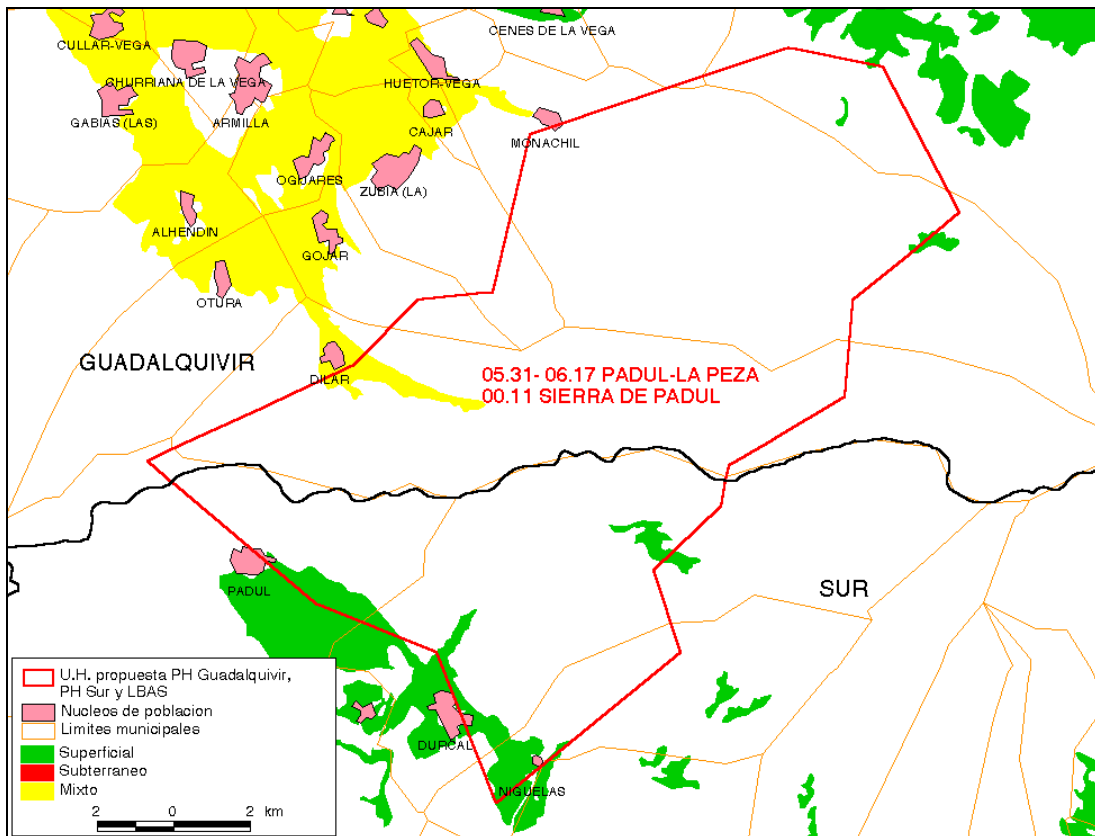 CENES DE LA VEGA
CULLAR-VEGA
CHURRIANA DE LA VEGA
HUETOR-VEGA
GABIAS (LAS)
ARMILLA
CAJAR
MONACHIL
OGIJARES
ZUBIA (LA)
ALHENDIN
GOJAR
OTURA
GUADALQUIVIR
DILAR
05.31- 06.17 PADUL-LA PEZA
00.11 SIERRA DE PADUL
PADUL
SUR
DURCAL
NIGUELAS
U.H. propuesta PH Guadalquivir,
PH Sur y LBAS
Nucleos de poblacion
Limites municipales
Superficial
Subterraneo
Mixto
2 0 2 km